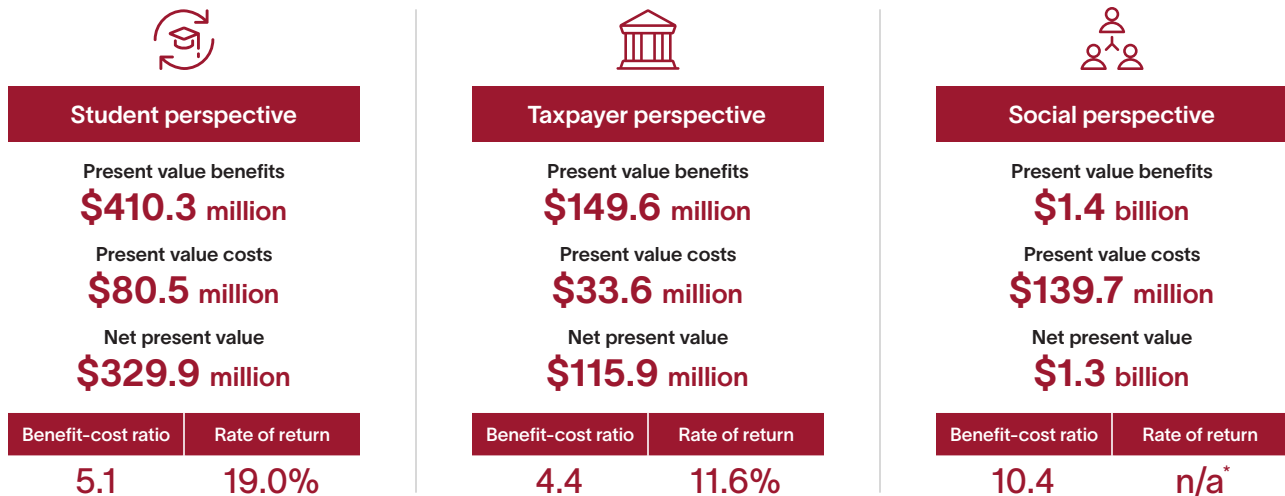 Student perspective
Present value benefits
$410.3 million
Present value costs
$80.5 million
Net present value
$329.9 million
Benefit-cost ratio
Rate of return
5.1
19.0%
Taxpayer perspective
Present value benefits
$149.6 million
Present value costs
$33.6 million
Net present value
$115.9 million
Benefit-cost ratio
Rate of return
4.4
11.6%
Social perspective
Present value benefits
$1.4 billion
Present value costs
$139.7 million
Net present value
$1.3 billion
Benefit-cost ratio
Rate of return
10.4
n/a*